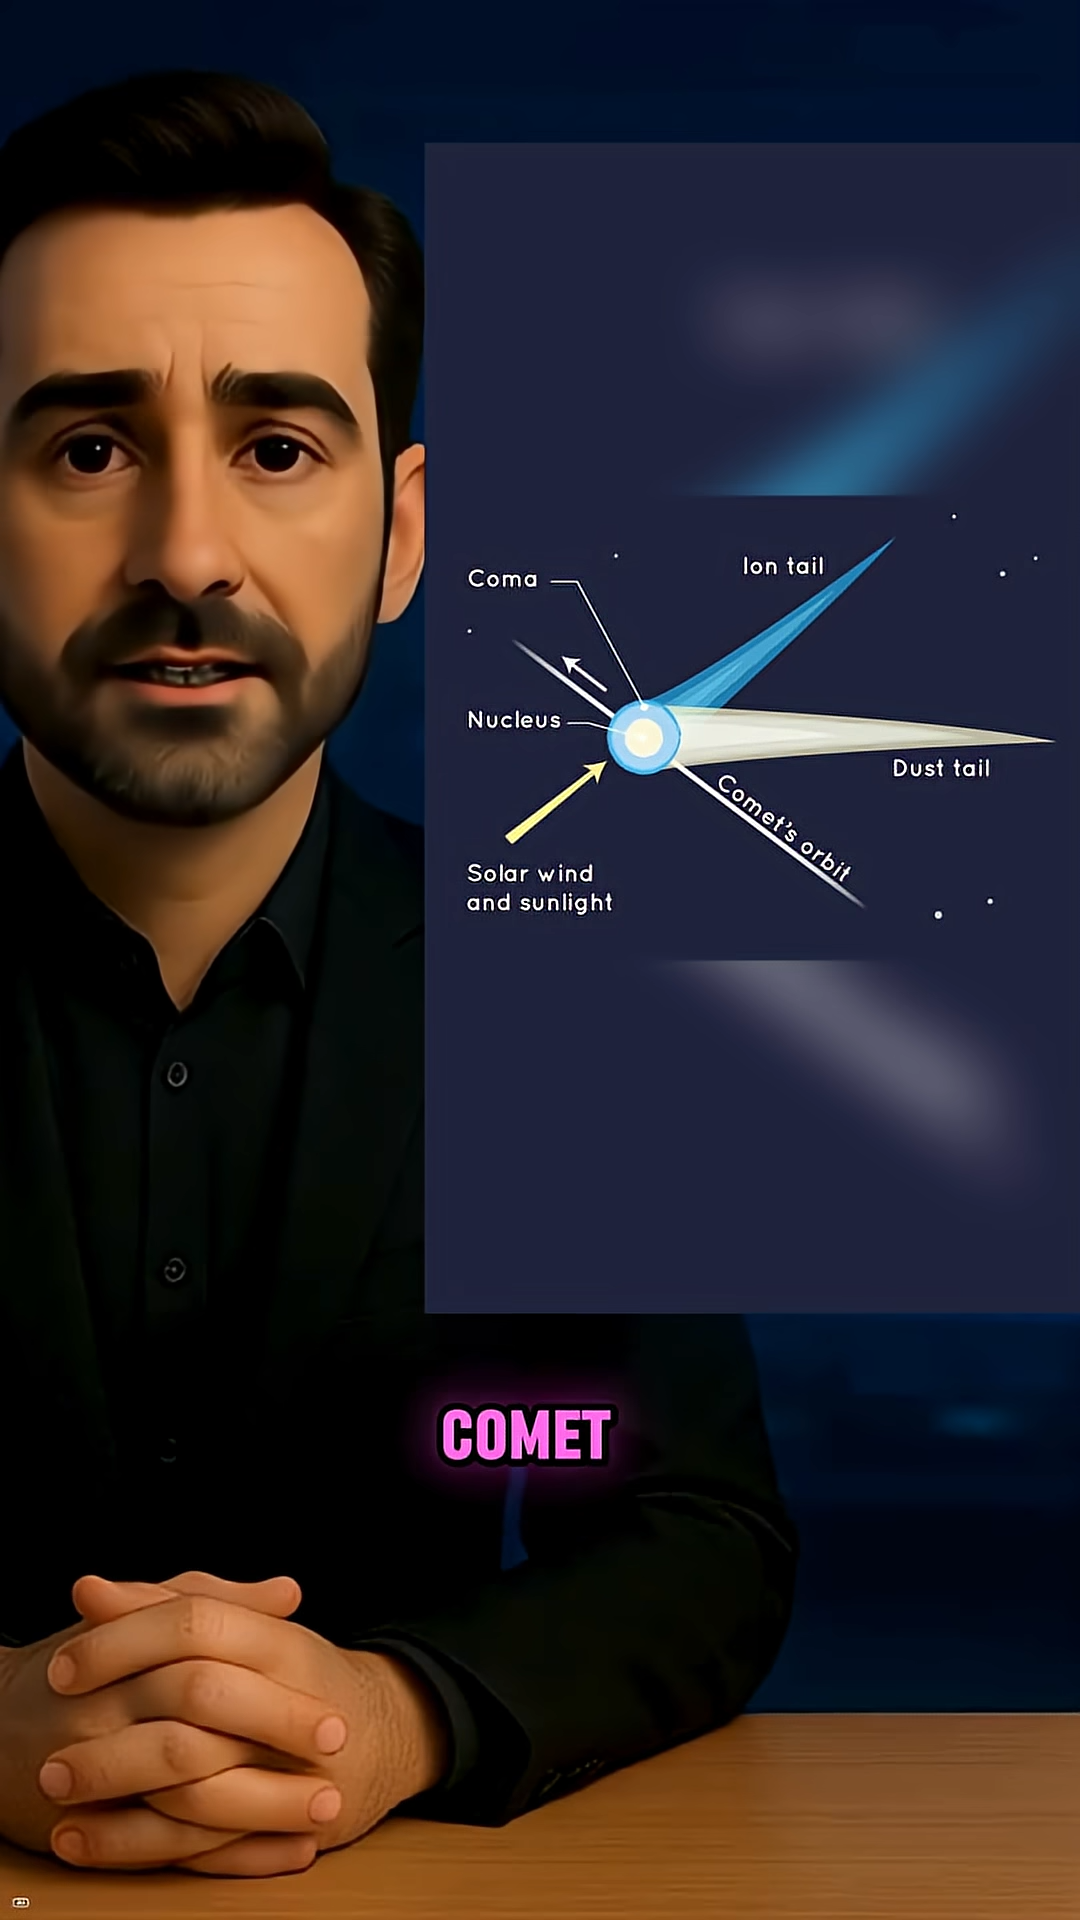 Ion tail
Coma
Nucleus
Dust tail
Comet's orbit
Solar wind
and sunlight
COMET